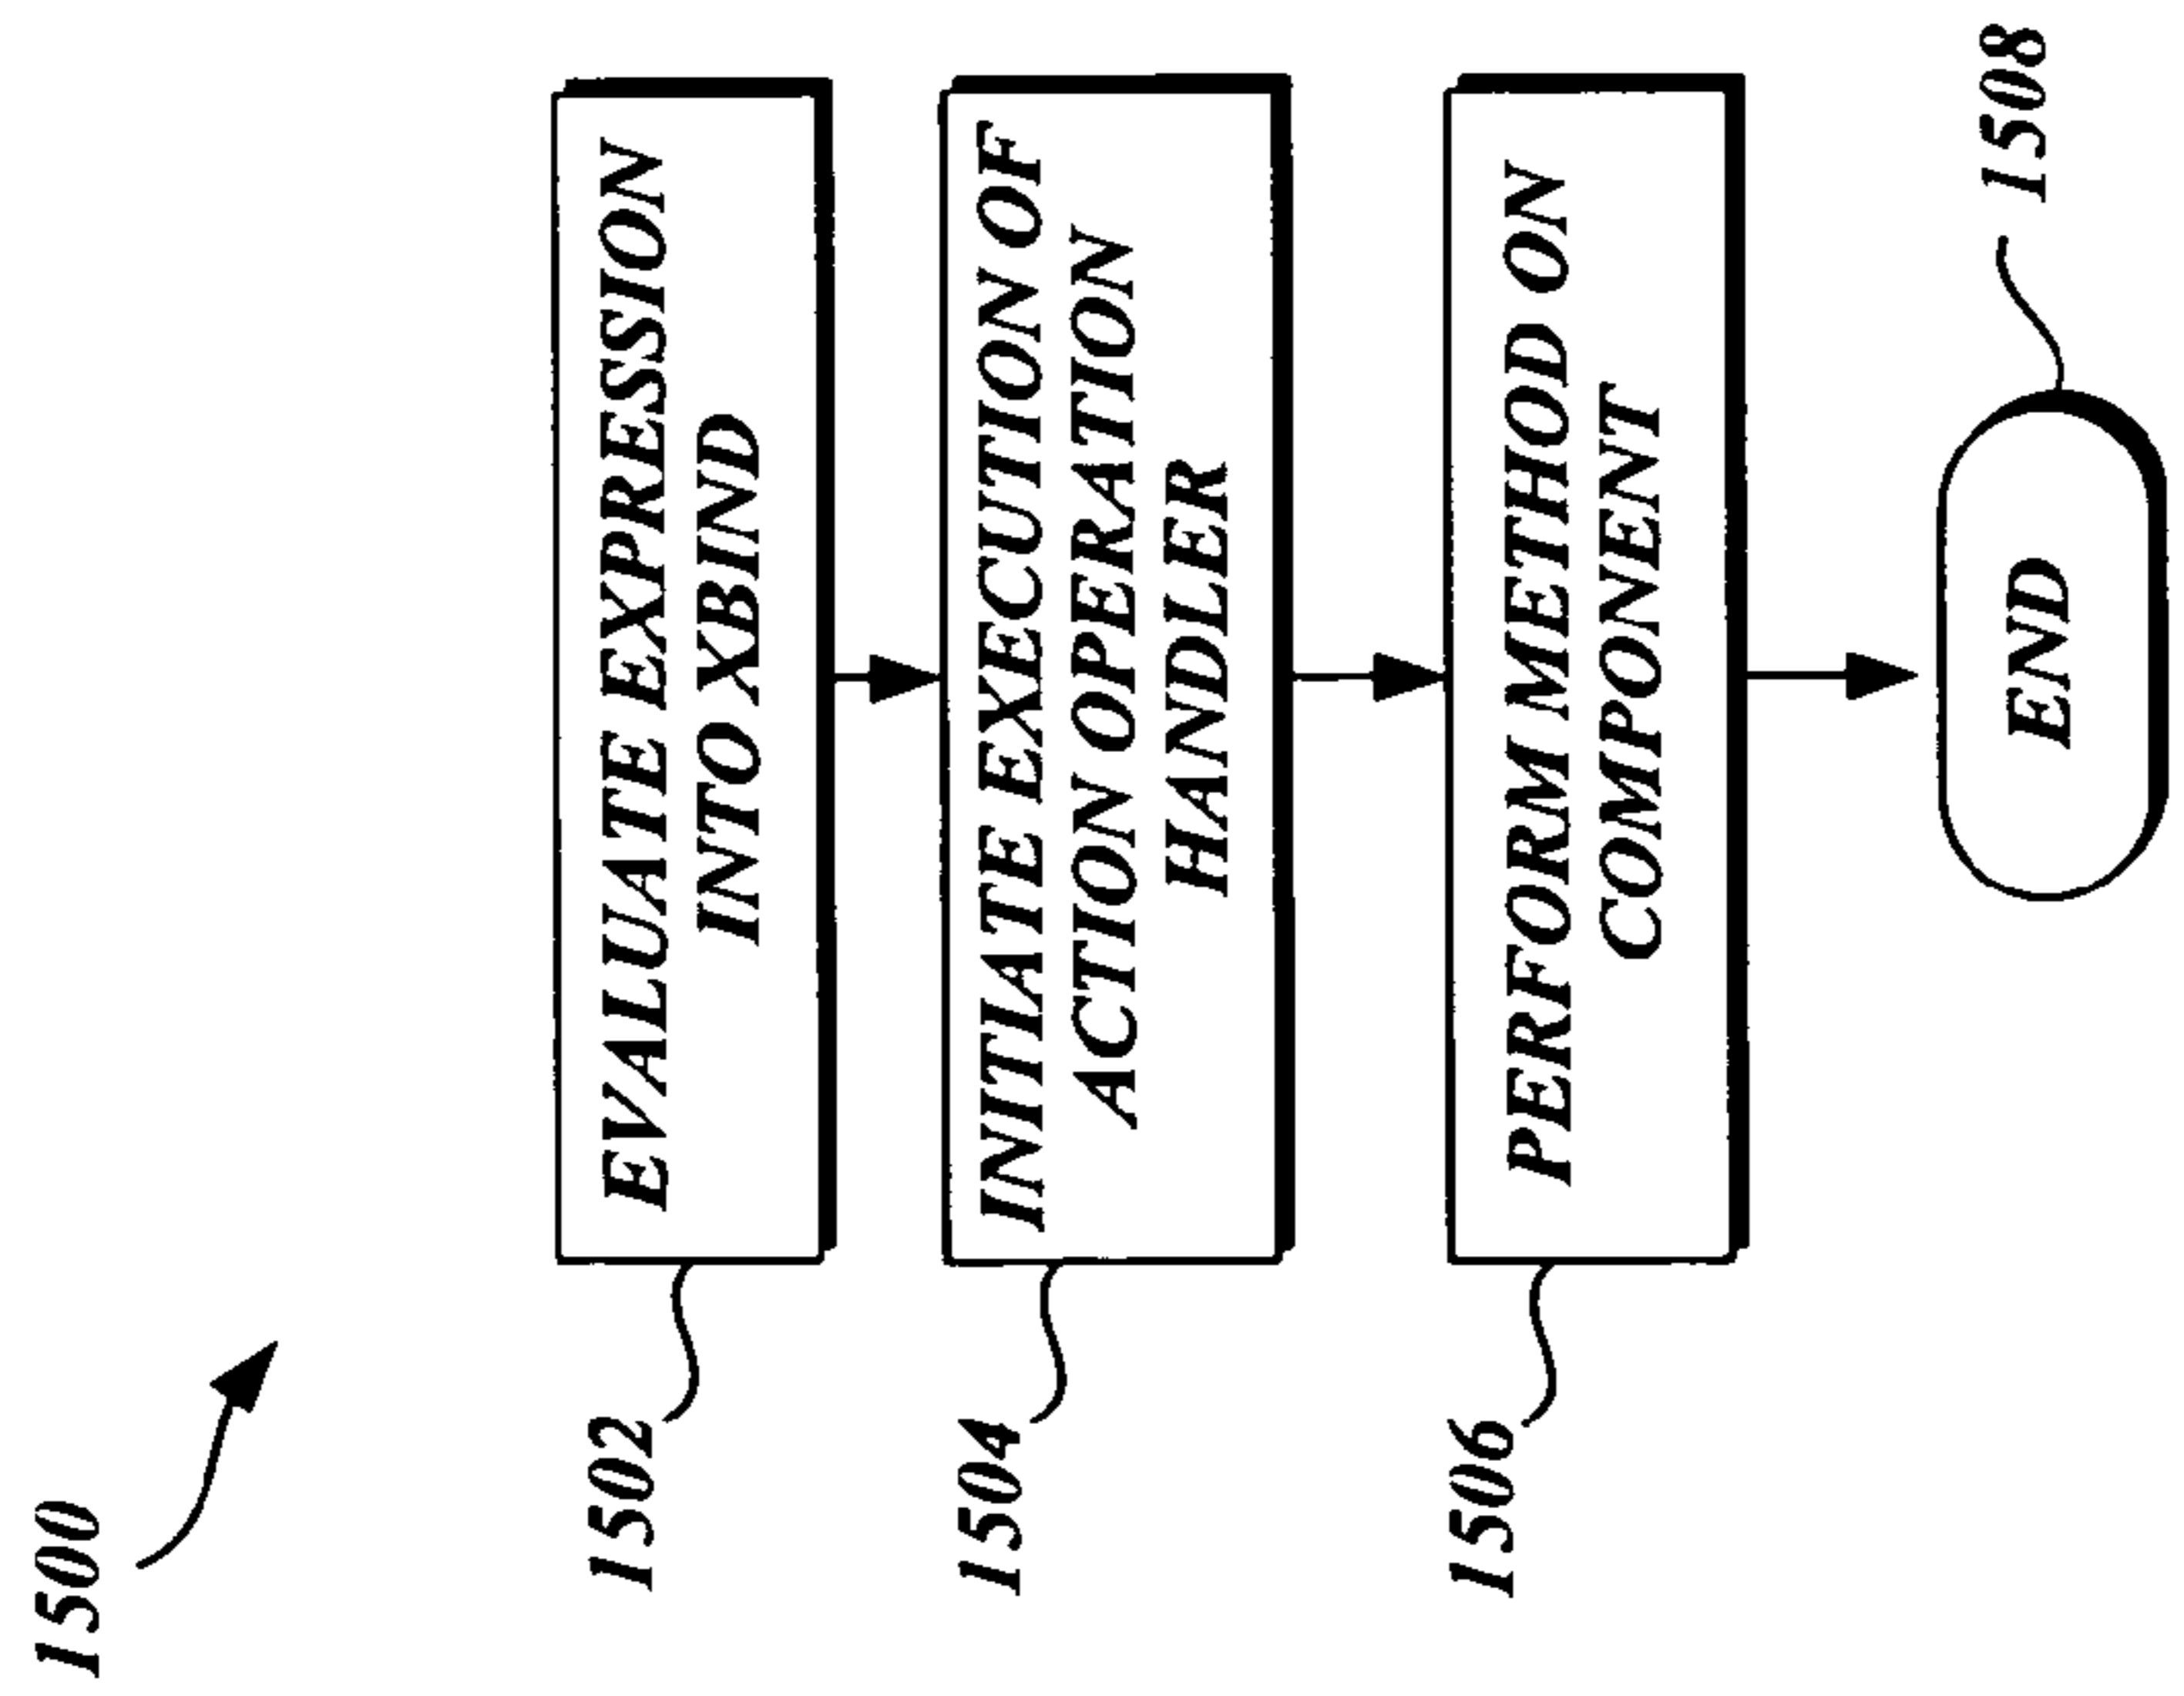 1500
1502
EVALUATE EXPRESSION
INTO XBIND
1504
INITIATE EXECUTION OF
ACTION OPERATION
HANDLER
1506
PERFORM METHOD ON
COMPONENT
END
1508